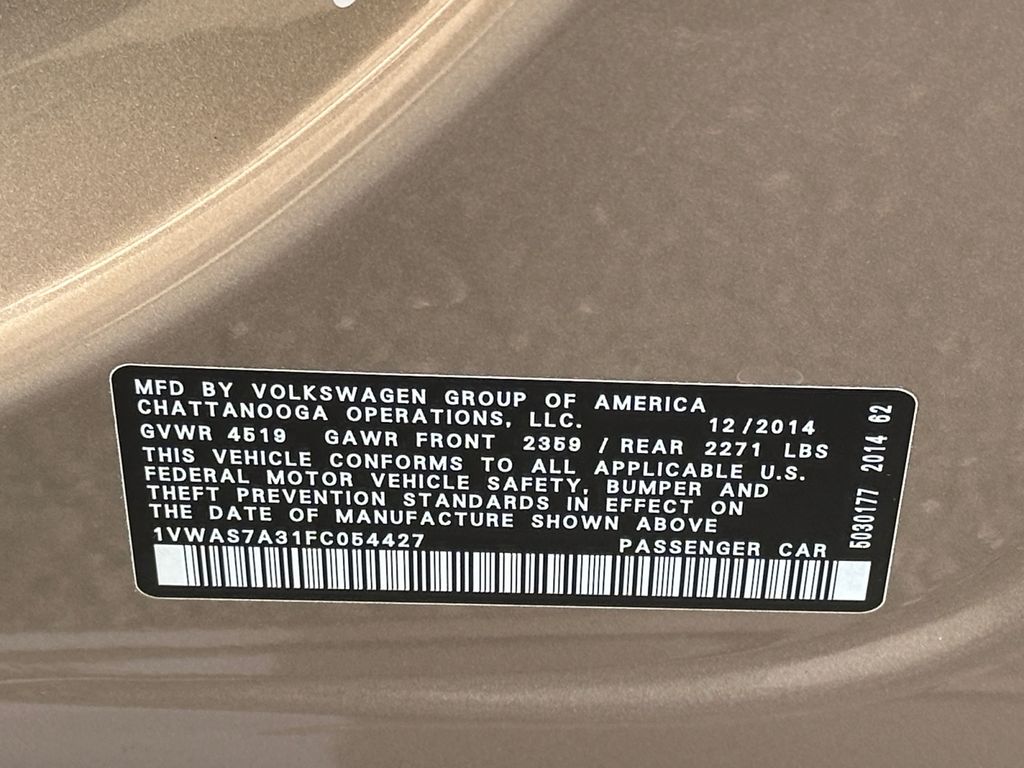 MFD BY VOLKSWAGEN GROUP OF AMERICA
CHATTANOOGA OPERATIONS, LLC. 12/2014
GVWR 4519 GAWR FRONT 2359 / REAR 2271 LBS
THIS VEHICLE CONFORMS TO ALL APPLICABLE U.S.
FEDERAL MOTOR VEHICLE SAFETY, BUMPER AND
THEFT PREVENTION STANDARDS IN EFFECT ON
THE DATE OF MANUFACTURE SHOWN ABOVE
1VWAS7A31FC054427 PASSENGER CAR
5030177 2014 62